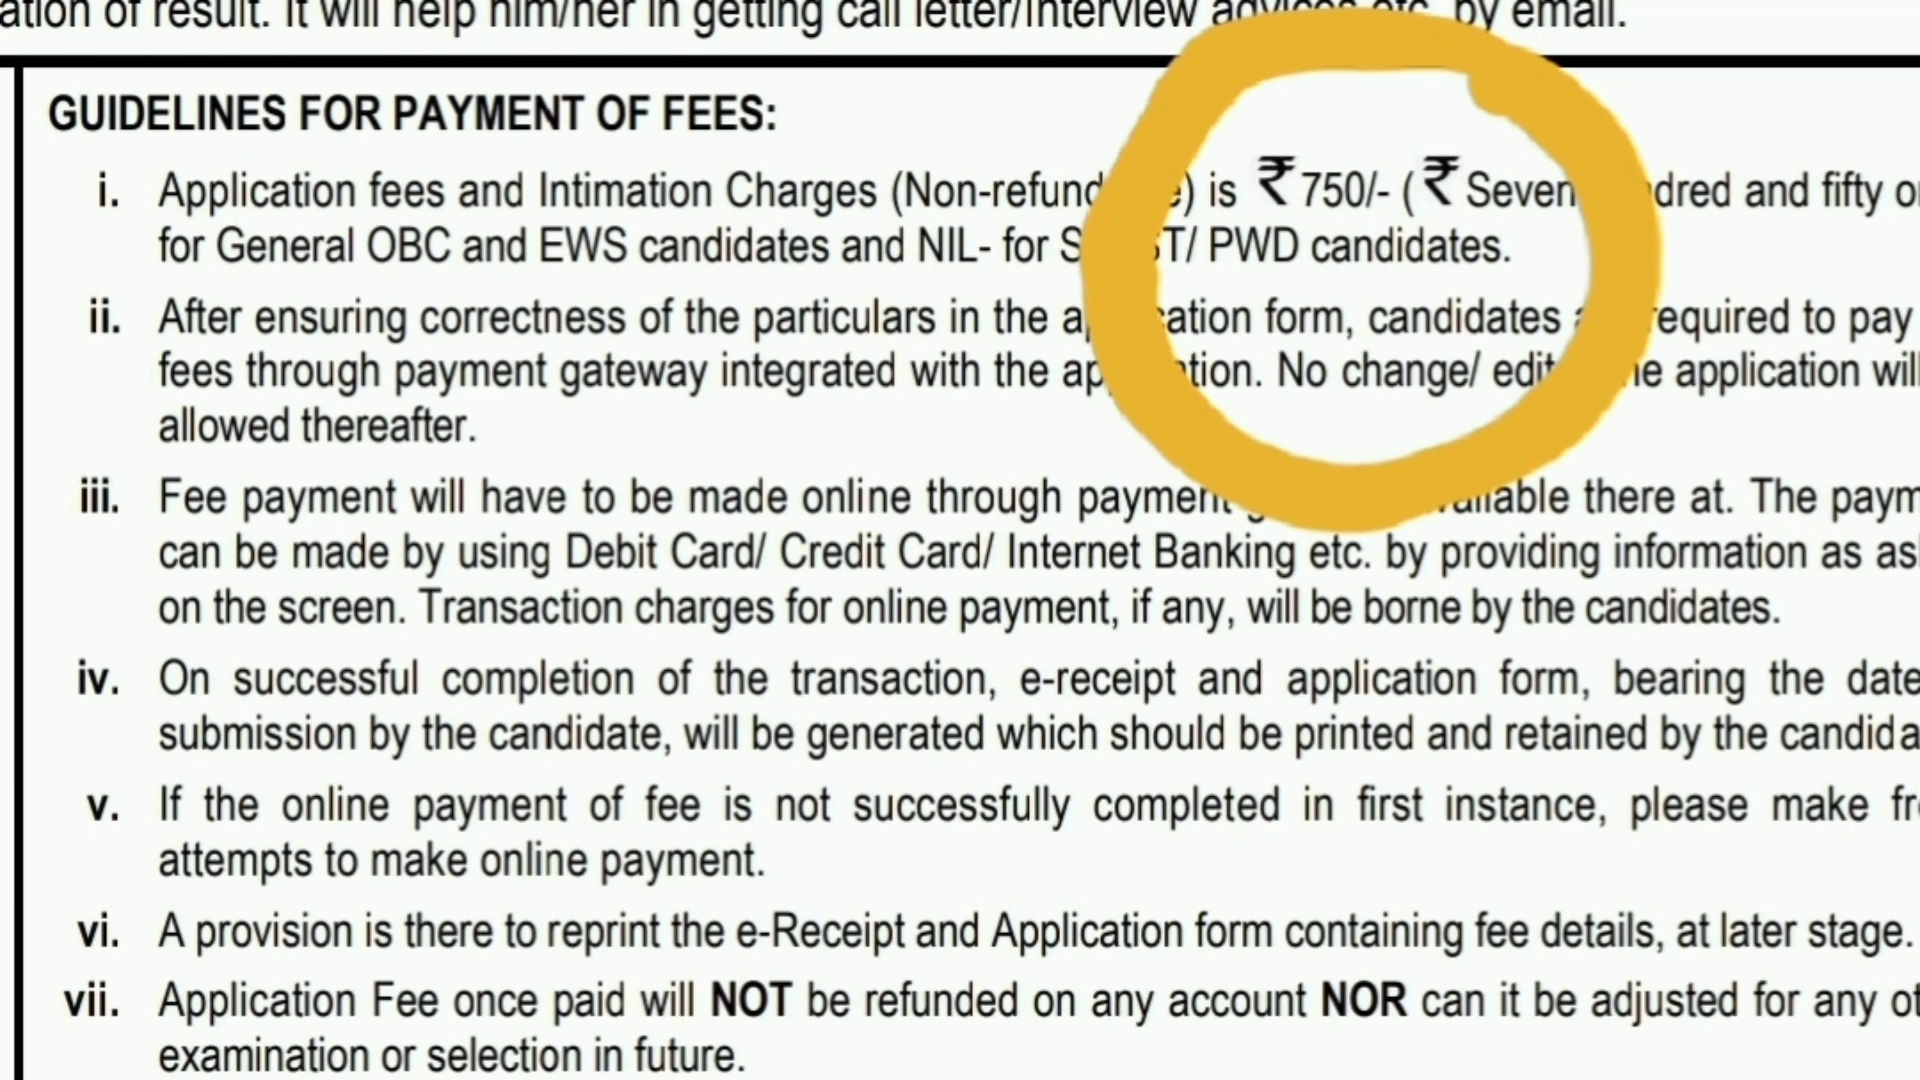 ation of result. It will help him/her in getting call letter/interview advices etc. by email.
GUIDELINES FOR PAYMENT OF FEES:
i. Application fees and Intimation Charges (Non-refund is ₹750/- (₹Seven dred and fifty
for General OBC and EWS candidates and NIL- for S T/ PWD candidates.
ii. After ensuring correctness of the particulars in the a ation form, candidates equired to pay
fees through payment gateway integrated with the ap tion. No change/ edit application will
allowed thereafter.
iii. Fee payment will have to be made online through payment ailable there at. The paym
can be made by using Debit Card/ Credit Card/ Internet Banking etc. by providing information as as
on the screen. Transaction charges for online payment, if any, will be borne by the candidates.
iv. On successful completion of the transaction, e-receipt and application form, bearing the date
submission by the candidate, will be generated which should be printed and retained by the candida
v. If the online payment of fee is not successfully completed in first instance, please make fr
attempts to make online payment.
vi. A provision is there to reprint the e-Receipt and Application form containing fee details, at later stage.
vii. Application Fee once paid will NOT be refunded on any account NOR can it be adjusted for any ot
examination or selection in future.